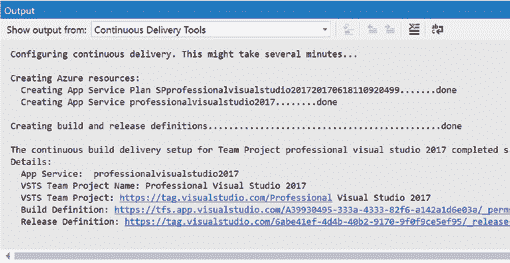 Output
Show output from: Continuous Delivery Tools
Configuring continuous delivery. This might take several minutes...
Creating Azure resources:
Creating App Service Plan SPprofessionalvisualstudio201720170618110920499.......done
Creating App Service professionalvisualstudio2017........done
Creating build and release definitions............................................done
The continuous build delivery setup for Team Project professional visual studio 2017 completed s
Details:
App Service: professionalvisualstudio2017
VSTS Team Project Name: Professional Visual Studio 2017
VSTS Team Project: https://tag.visualstudio.com/Professional Visual Studio 2017
Build Definition: https://tfs.app.visualstudio.com/A39930495-333a-4333-82f6-a142a1d6e03a/_perm
Release Definition: https://tag.visualstudio.com/6abe41ef-4d4b-40b2-9170-9f0f9ce5ef95/_release